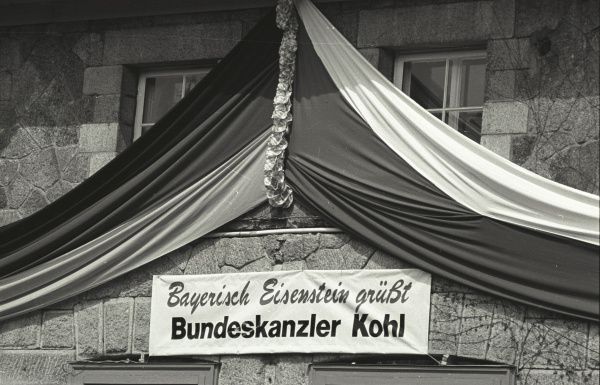 Bayerisch Eisenstein grüßt
Bundeskanzler Kohl